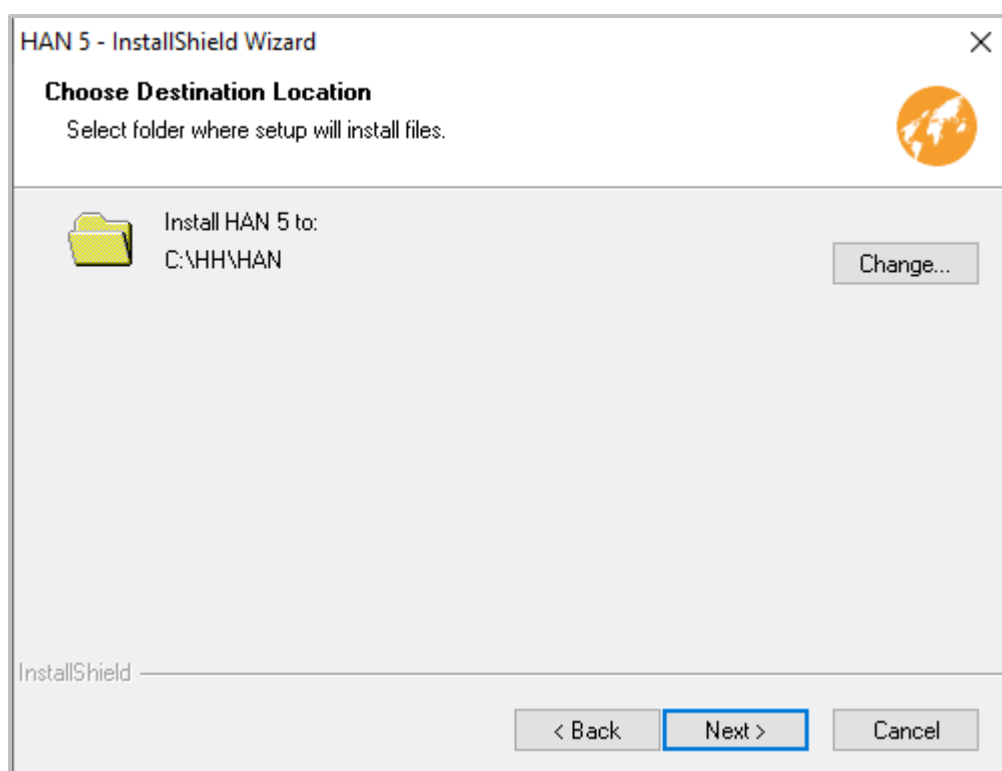 HAN 5 - InstallShield Wizard
Choose Destination Location
Select folder where setup will install files.
Install HAN 5 to:
C:\HH\HAN
Change...
InstallShield
< Back
Next >
Cancel